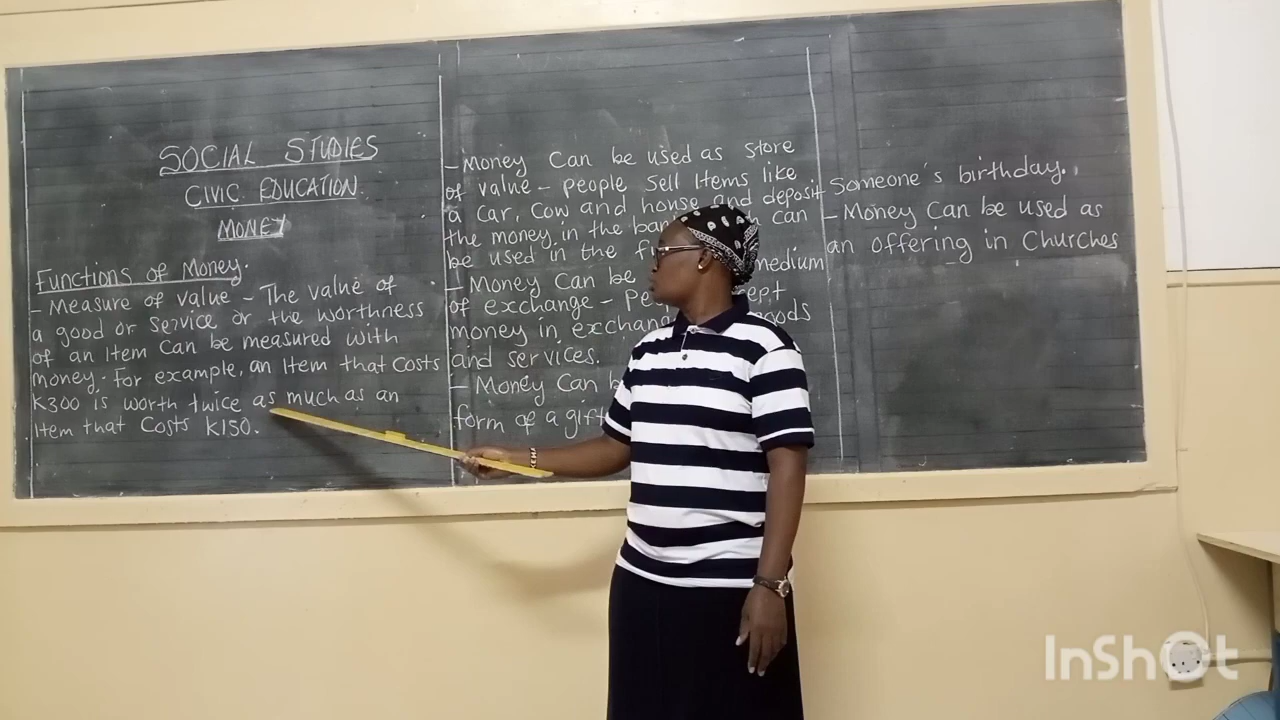 SOCIAL STUDIES
CIVIC EDUCATION
MONEY
Functions of Money.
- Measure of value - The value of
a good or service or the worthness
of an Item can be measured with
money. For example, an Item that costs
K300 is worth twice as much as an
Item that costs K150.
- Money can be used as store
of value - people sell Items like
a car, cow and house and deposit
the money in the can
be used in the
- Money can be medium
of exchange -
money in
and services.
- Money can
form of a gift
Someone's birthday.
- Money can be used as
an offering in Churches
InShOt